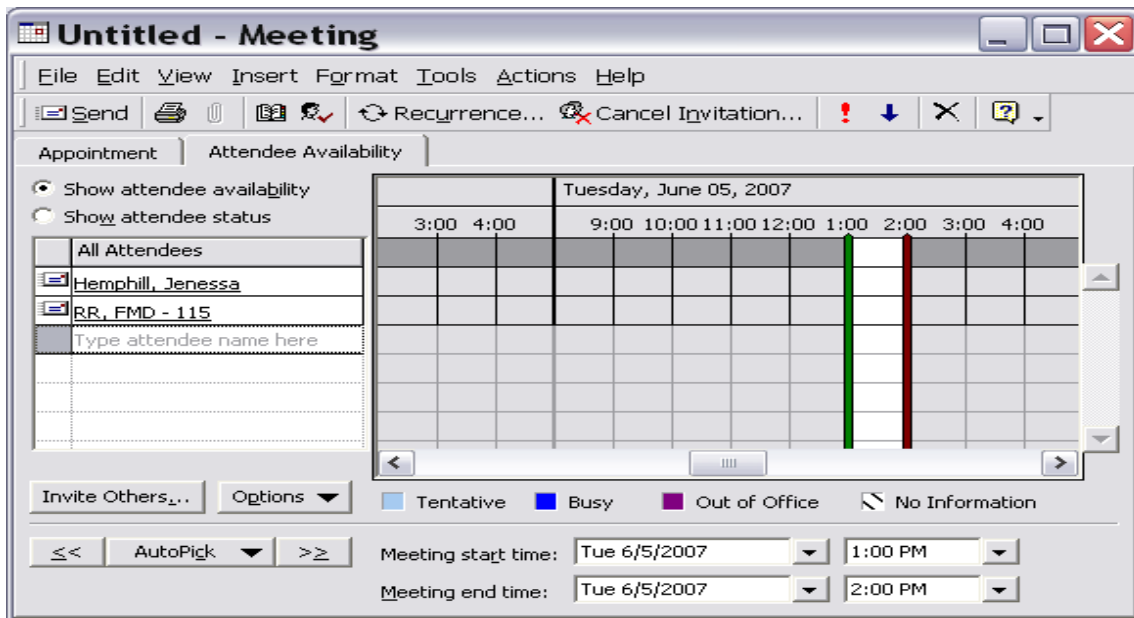 Untitled - Meeting
File Edit View Insert Format Tools Actions Help
Send Recurrence... Cancel Invitation...
Appointment Attendee Availability
Show attendee availability
Show attendee status
Tuesday, June 05, 2007
3:00 4:00 9:00 10:00 11:00 12:00 1:00 2:00 3:00 4:00
All Attendees
Hemphill, Jenessa
RR, FMD - 115
Type attendee name here
Invite Others... Options
Tentative Busy Out of Office No Information
<< AutoPick >>
Meeting start time: Tue 6/5/2007 1:00 PM
Meeting end time: Tue 6/5/2007 2:00 PM